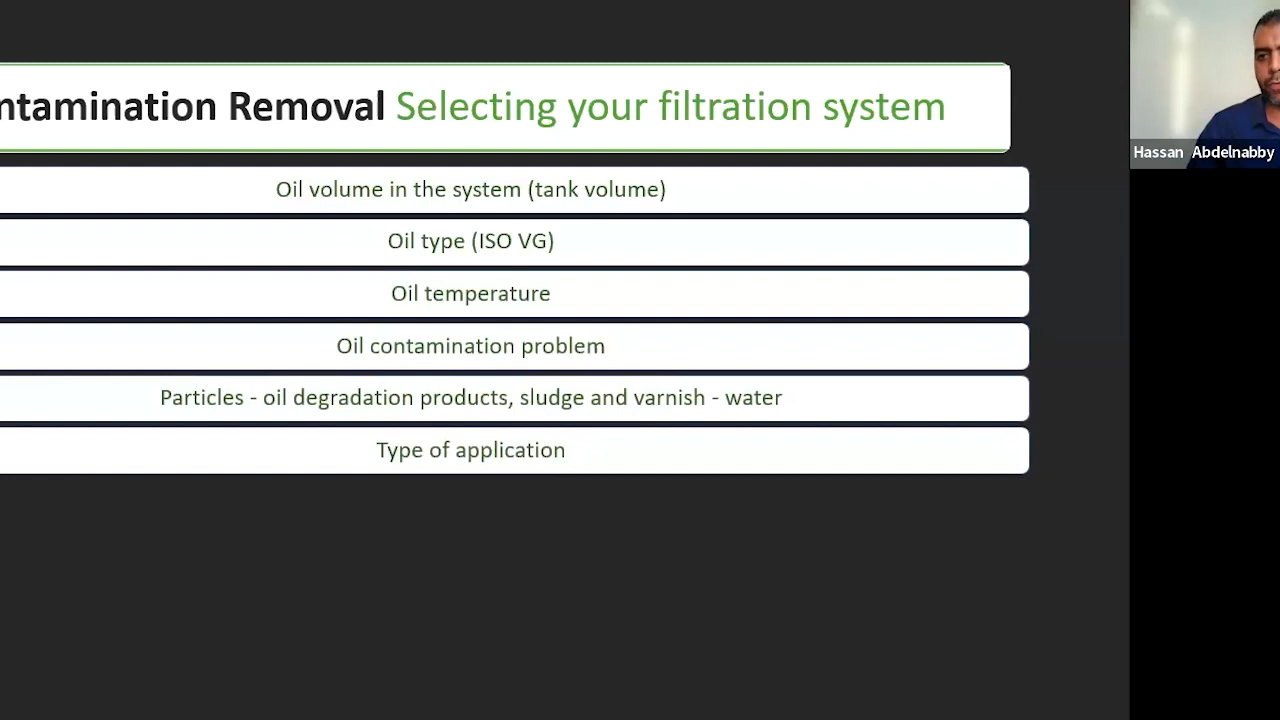 ntamination Removal Selecting your filtration system
Oil volume in the system (tank volume)
Oil type (ISO VG)
Oil temperature
Oil contamination problem
Particles - oil degradation products, sludge and varnish - water
Type of application
Hassan Abdelnabby